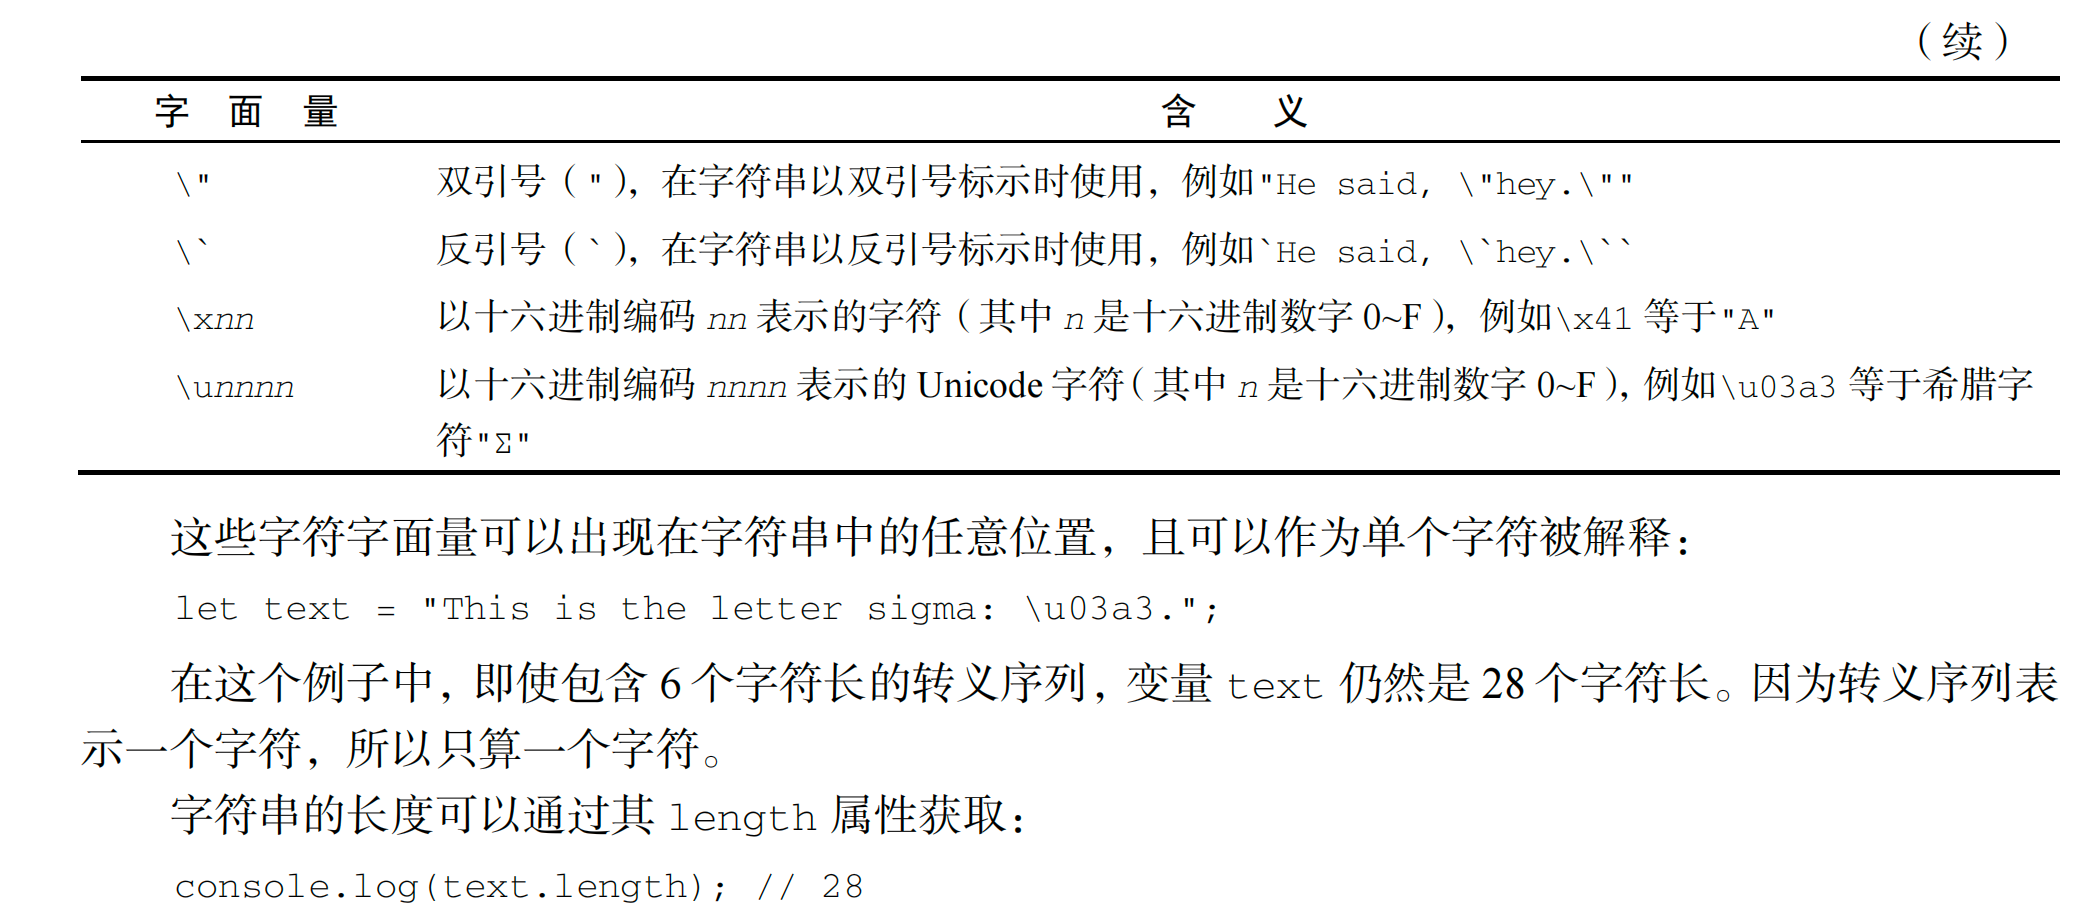 （续）
字 面 量 含 义
\" 双引号（"），在字符串以双引号标示时使用，例如"He said, \"hey.\""
\` 反引号（`），在字符串以反引号标示时使用，例如`He said, \`hey.\``
\xnn 以十六进制编码 nn 表示的字符（其中 n 是十六进制数字 0~F），例如\x41 等于"A"
\unnnn 以十六进制编码 nnnn 表示的 Unicode 字符（其中 n 是十六进制数字 0~F），例如\u03a3 等于希腊字
符"Σ"
这些字符字面量可以出现在字符串中的任意位置，且可以作为单个字符被解释：
let text = "This is the letter sigma: \u03a3.";
在这个例子中，即使包含 6 个字符长的转义序列，变量 text 仍然是 28 个字符长。因为转义序列表
示一个字符，所以只算一个字符。
字符串的长度可以通过其 length 属性获取：
console.log(text.length); // 28